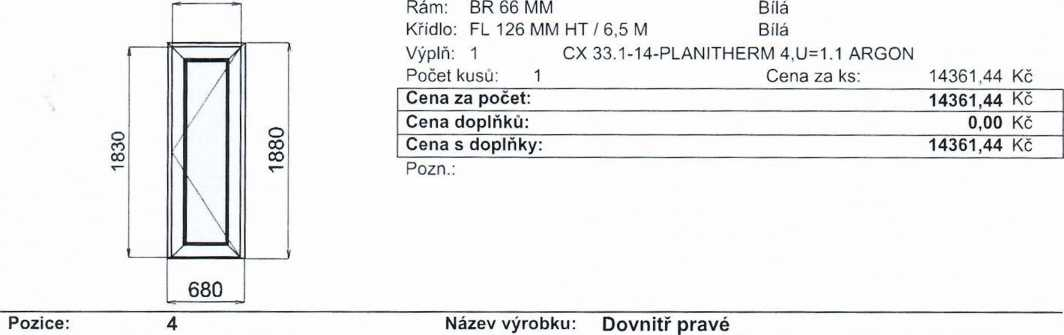 Rám: BR 66 MM Bílá
Křídlo: FL 126 MM HT / 6,5 M Bílá
Výplň: 1 CX 33.1-14-PLANITHERM 4,U=1.1 ARGON
Počet kusů: 1 Cena za ks: 14361,44 Kč
Cena za počet: 14361,44 Kč
Cena doplňků: 0,00 Kč
Cena s doplňky: 14361,44 Kč
Pozn.:
1830
1880
680
Pozice: 4 Název výrobku: Dovnitř pravé